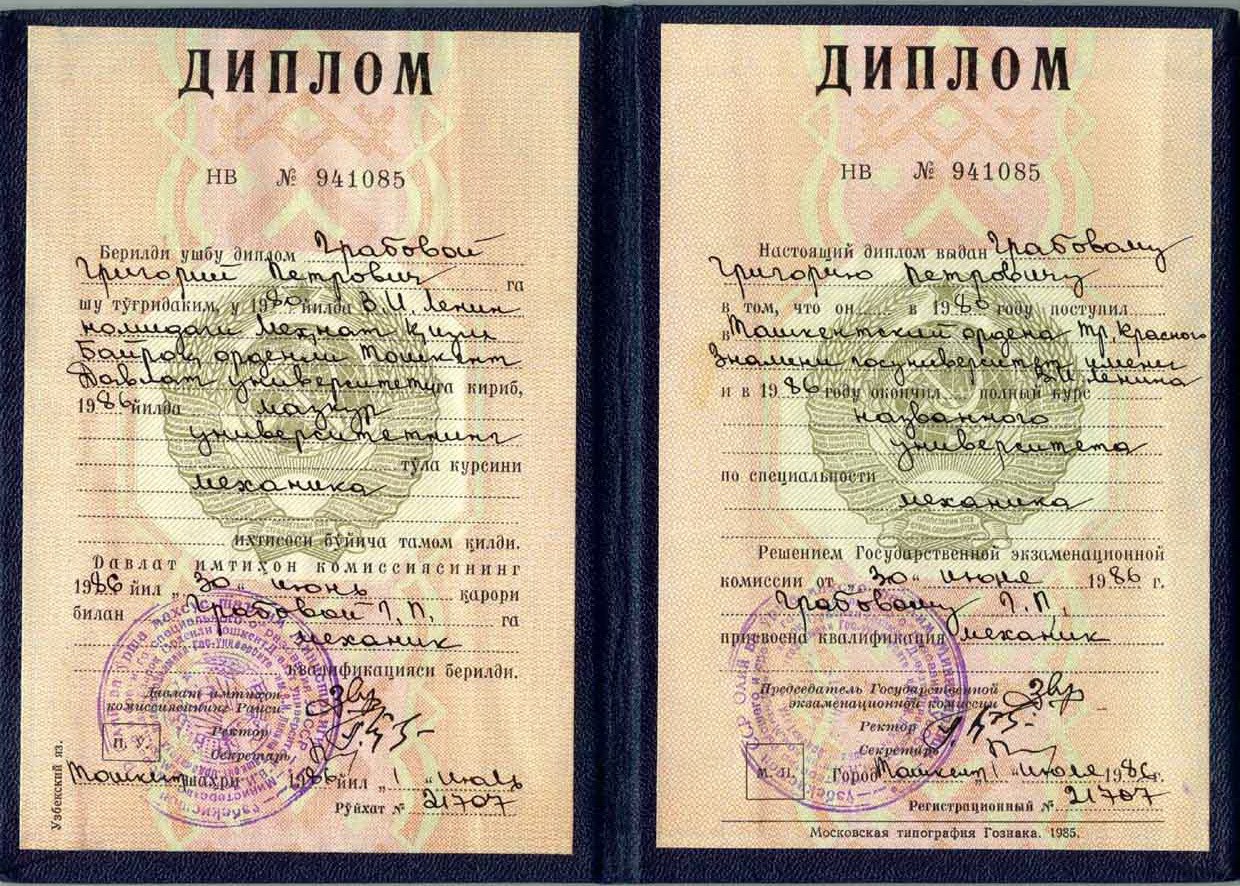 ДИПЛОМ
НВ № 941085
Берилди ушбу диплом Грабовой
Григорий Петрович га
шу тўғридаким, у 1980 йилда В.И. Ленин
номидаги Меҳнат Қизил
Байроқ орденли Тошкент
Давлат университетига кириб,
1986 йилда мазкур
университетнинг
тўла курсини
механика
ихтисоси бўйича тамом қилди.
Давлат имтиҳон комиссиясининг
1986 йил „30" июнь қарори
билан Грабовой Г.П. га
механик
квалификацияси берилди.
Давлат имтиҳон
комиссиясининг Раиси
Ректор
Секретарь
П. Ў.
Тошкент шаҳри 1986 йил „1" июль
Рўйхат № 21707
Узбекский яз.
ДИПЛОМ
НВ № 941085
Настоящий диплом выдан Грабовому
Григорию Петровичу
в том, что он в 1980 году поступил
в Ташкентский ордена Тр. Красного
Знамени госуниверситет имени
В.И. Ленина
и в 1986 году окончил полный курс
названного
университета
по специальности
механика
Решением Государственной экзаменационной
комиссии от „30" июня 1986 г.
Грабовому Г.П.
присвоена квалификация механик
Председатель Государственной
экзаменационной комиссии
Ректор
Секретарь
М. П.
Город Ташкент 1 " июля 1986г.
Регистрационный № 21707
Московская типография Гознака. 1985.